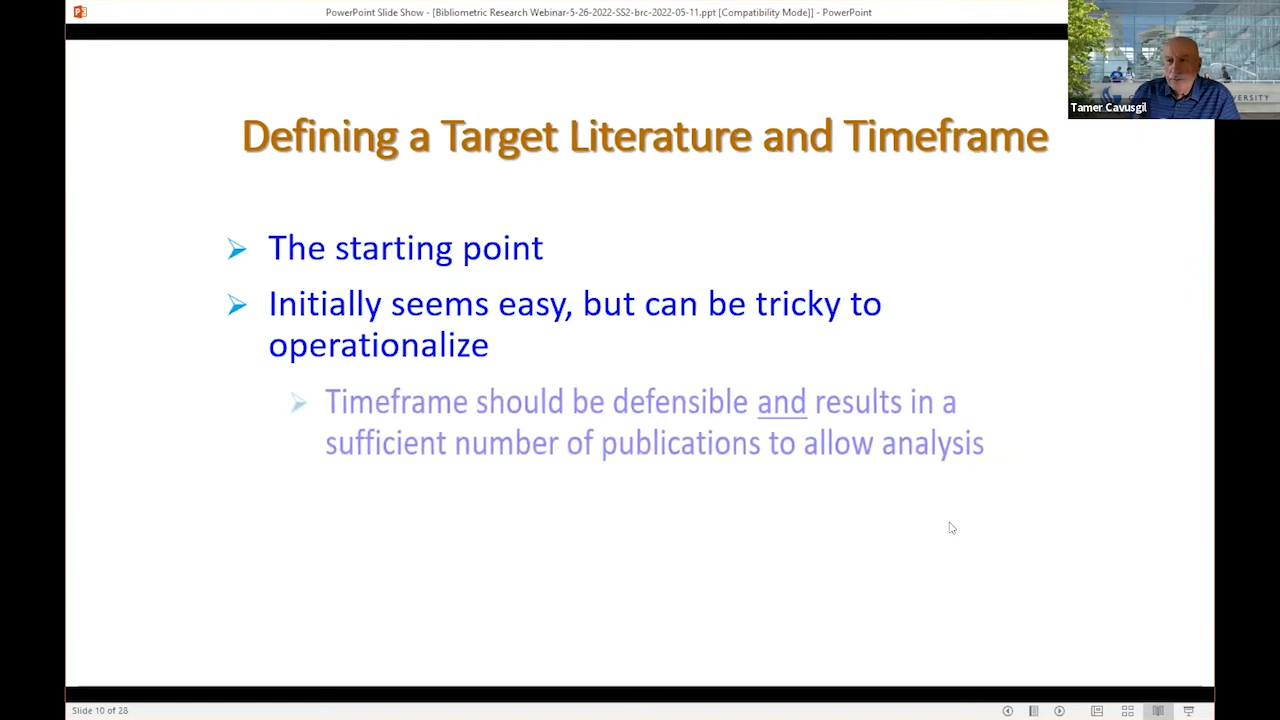 PowerPoint Slide Show - [Bibliometric Research Webinar-5-26-2022-SS2-brc-2022-05-11.ppt [Compatibility Mode]] - PowerPoint
Tamer Cavusgil
VERSITY
Defining a Target Literature and Timeframe
The starting point
Initially seems easy, but can be tricky to
operationalize
Timeframe should be defensible and results in a
sufficient number of publications to allow analysis
Slide 10 of 28